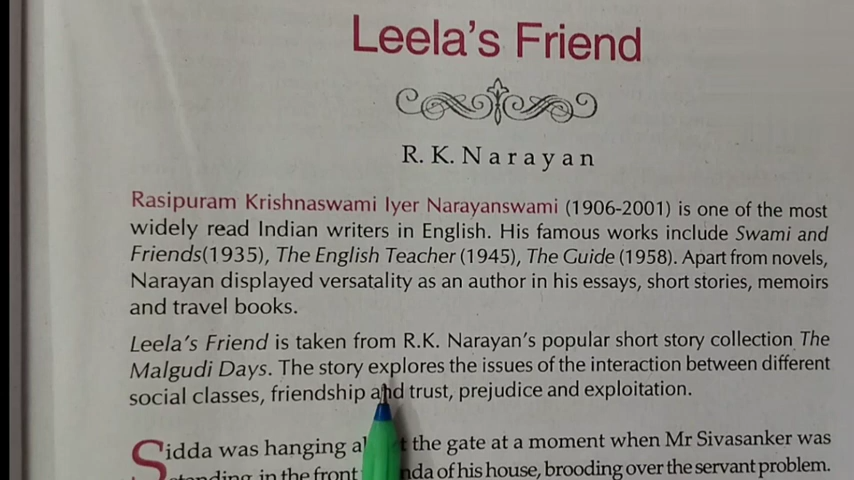 Leela's Friend
R. K. Narayan
Rasipuram Krishnaswami Iyer Narayanswami (1906-2001) is one of the most
widely read Indian writers in English. His famous works include Swami and
Friends(1935), The English Teacher (1945), The Guide (1958). Apart from novels,
Narayan displayed versatality as an author in his essays, short stories, memoirs
and travel books.
Leela's Friend is taken from R.K. Narayan's popular short story collection The
Malgudi Days. The story explores the issues of the interaction between different
social classes, friendship and trust, prejudice and exploitation.
Sidda was hanging the gate at a moment when Mr Sivasanker was
standing in the front of his house, brooding over the servant problem.